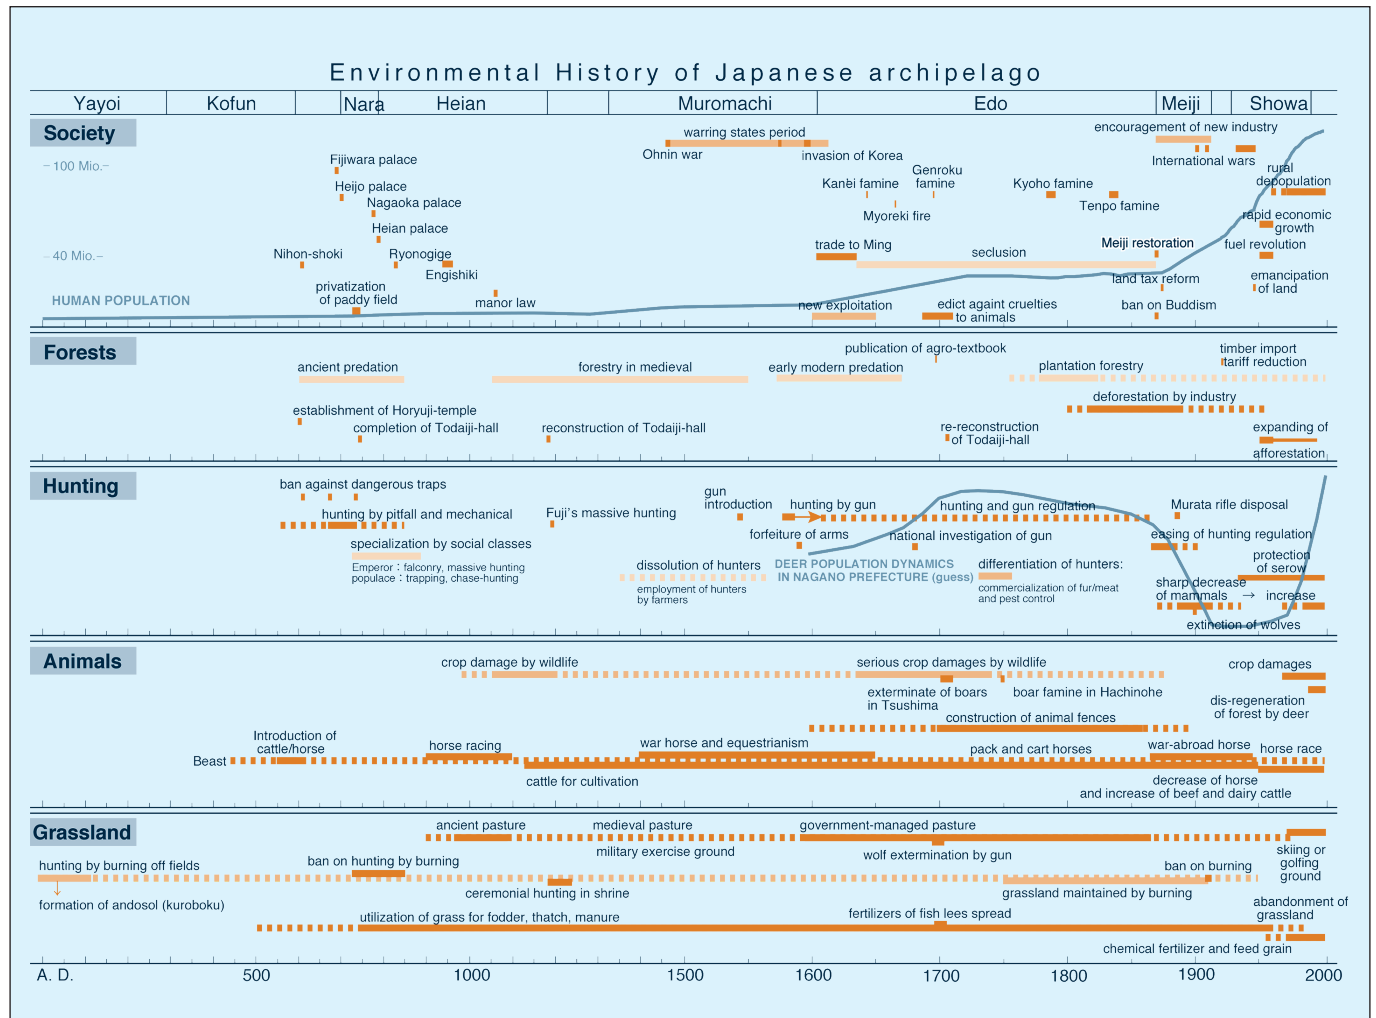 Environmental History of Japanese archipelago
Yayoi Kofun Nara Heian Muromachi Edo Meiji Showa
Society
100 Mio.
40 Mio.
HUMAN POPULATION
Fijiwara palace
Heijo palace
Nagaoka palace
Heian palace
Nihon-shoki
Ryonogige
Engishiki
privatization
of paddy field
manor law
warring states period
Ohnin war
invasion of Korea
Kan'ei famine
Genroku
famine
Myoreki fire
Kyoho famine
Tenpo famine
trade to Ming
seclusion
new exploitation
edict againt cruelties
to animals
encouragement of new industry
International wars
rural
depopulation
rapid economic
growth
Meiji restoration
fuel revolution
land tax reform
emancipation
of land
ban on Buddism
Forests
ancient predation
forestry in medieval
early modern predation
publication of agro-textbook
plantation forestry
timber import
tariff reduction
deforestation by industry
establishment of Horyuji-temple
completion of Todaiji-hall
reconstruction of Todaiji-hall
re-reconstruction
of Todaiji-hall
expanding of
afforestation
Hunting
ban against dangerous traps
hunting by pitfall and mechanical
specialization by social classes
Emperor : falconry, massive hunting
populace : trapping, chase-hunting
Fuji's massive hunting
gun
introduction
hunting by gun
forfeiture of arms
dissolution of hunters
employment of hunters
by farmers
hunting and gun regulation
national investigation of gun
DEER POPULATION DYNAMICS
IN NAGANO PREFECTURE (guess)
differentiation of hunters:
commercialization of fur/meat
and pest control
Murata rifle disposal
easing of hunting regulation
protection
of serow
sharp decrease
of mammals → increase
extinction of wolves
Animals
crop damage by wildlife
serious crop damages by wildlife
exterminate of boars
in Tsushima
boar famine in Hachinohe
crop damages
dis-regeneration
of forest by deer
construction of animal fences
Introduction of
cattle/horse
Beast
horse racing
war horse and equestrianism
pack and cart horses
war-abroad horse
horse race
cattle for cultivation
decrease of horse
and increase of beef and dairy cattle
Grassland
ancient pasture
medieval pasture
military exercise ground
government-managed pasture
wolf extermination by gun
skiing or
golfing
ground
hunting by burning off fields
formation of andosol (kuroboku)
ban on hunting by burning
ceremonial hunting in shrine
ban on burning
grassland maintained by burning
utilization of grass for fodder, thatch, manure
fertilizers of fish lees spread
abandonment of
grassland
chemical fertilizer and feed grain
A. D. 500 1000 1500 1600 1700 1800 1900 2000